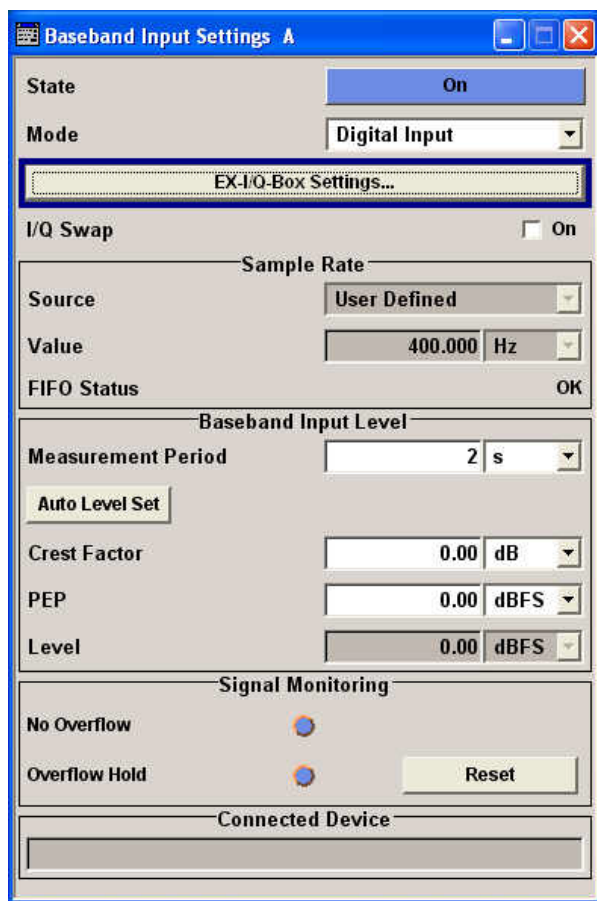 Baseband Input Settings A
State On
Mode Digital Input
EX-I/Q-Box Settings...
I/Q Swap On
Sample Rate
Source User Defined
Value 400.000 Hz
FIFO Status OK
Baseband Input Level
Measurement Period 2 s
Auto Level Set
Crest Factor 0.00 dB
PEP 0.00 dBFS
Level 0.00 dBFS
Signal Monitoring
No Overflow
Overflow Hold Reset
Connected Device